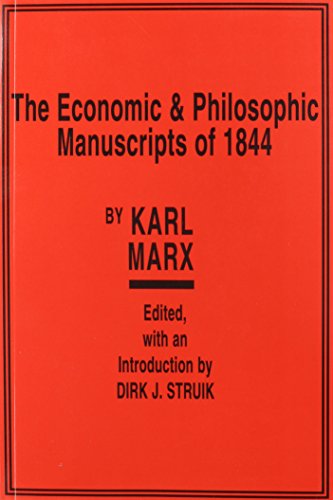 The Economic & Philosophic
Manuscripts of 1844
BY KARL
MARX
Edited,
with an
Introduction by
DIRK J. STRUIK